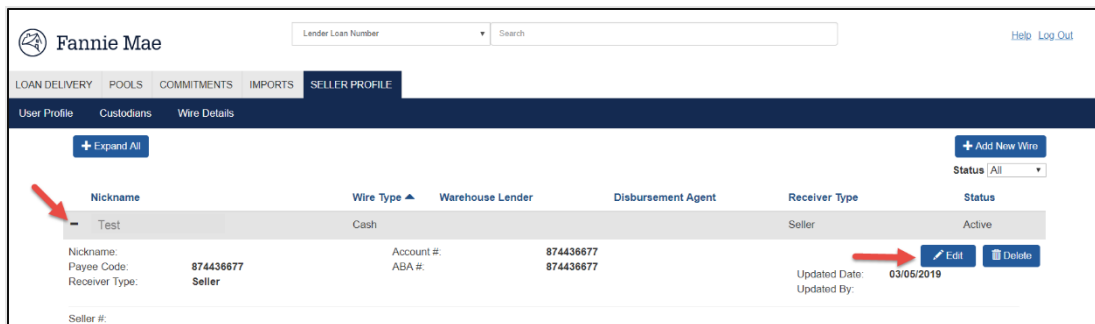 Fannie Mae
Lender Loan Number Search
Help Log Out
LOAN DELIVERY POOLS COMMITMENTS IMPORTS SELLER PROFILE
User Profile Custodians Wire Details
+ Expand All + Add New Wire
Status All
Nickname Wire Type Warehouse Lender Disbursement Agent Receiver Type Status
- Test Cash Seller Active
Nickname: Account #: 874436677 Edit Delete
Payee Code: 874436677 ABA #: 874436677
Receiver Type: Seller Updated Date: 03/05/2019
Updated By:
Seller #: